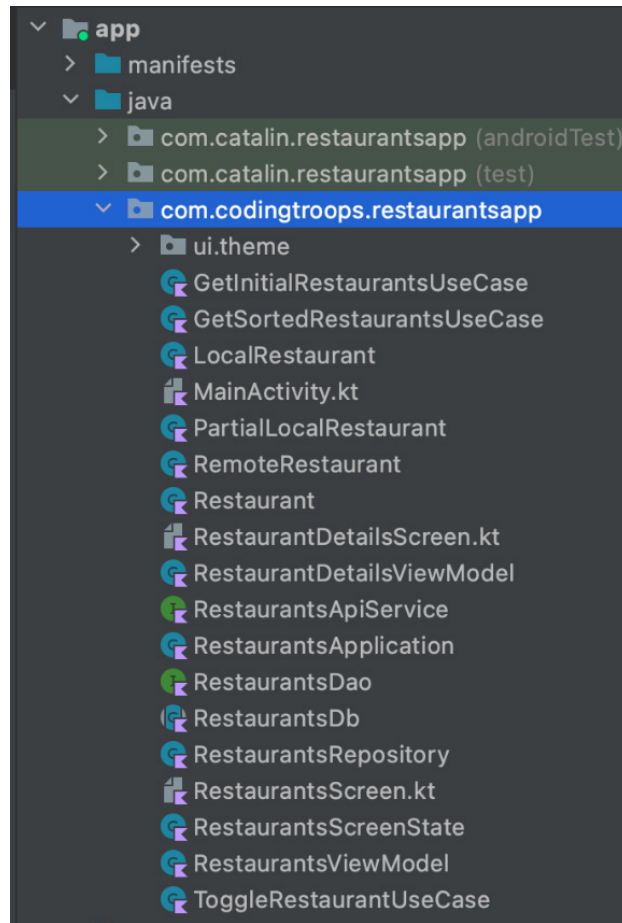 app
manifests
java
com.catalin.restaurantsapp (androidTest)
com.catalin.restaurantsapp (test)
com.codingtroops.restaurantsapp
ui.theme
GetInitialRestaurantsUseCase
GetSortedRestaurantsUseCase
LocalRestaurant
MainActivity.kt
PartialLocalRestaurant
RemoteRestaurant
Restaurant
RestaurantDetailsScreen.kt
RestaurantDetailsViewModel
RestaurantsApiService
RestaurantsApplication
RestaurantsDao
RestaurantsDb
RestaurantsRepository
RestaurantsScreen.kt
RestaurantsScreenState
RestaurantsViewModel
ToggleRestaurantUseCase